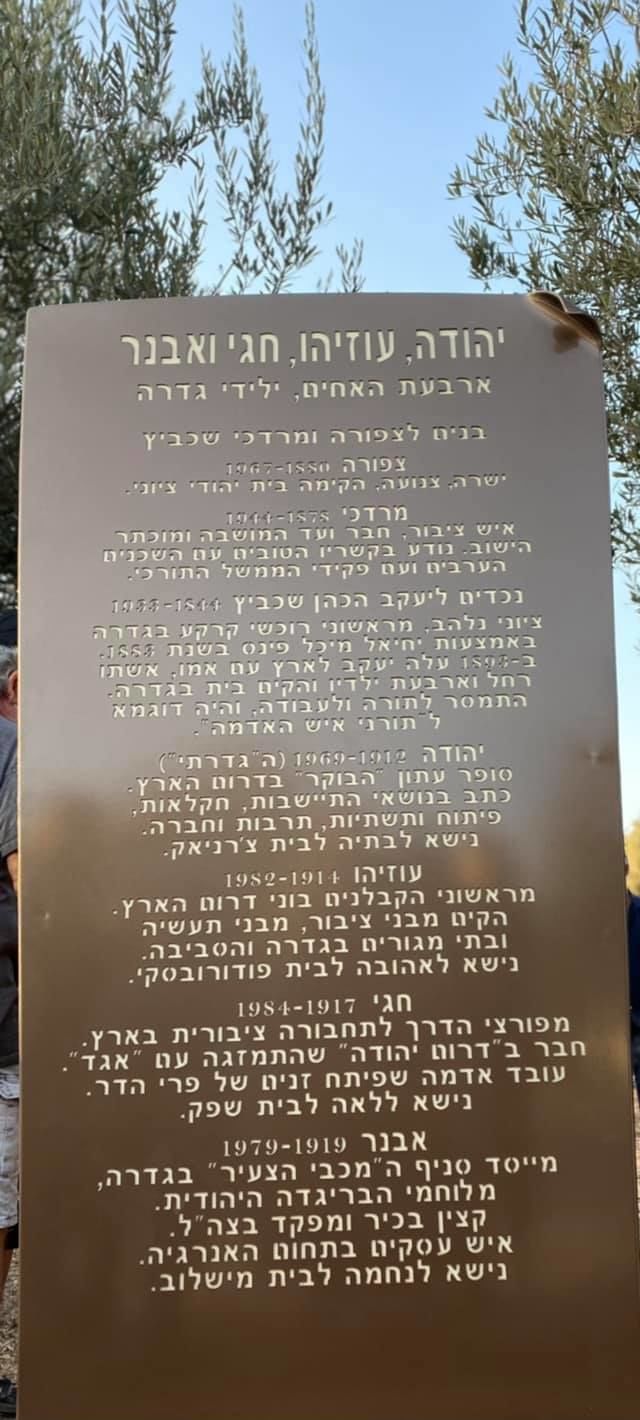 יהודה, עוזיהו, חגי ואבנר
ארבעת האחים, ילידי גדרה
בנים לצפורה ומרדכי שכביץ
צפורה 1967-1880
ישרה, צנועה, הקימה בית יהודי ציוני.
מרדכי 1944-1878
איש ציבור, חבר ועד המושבה ומוכתר
הישוב. נודע בקשריו הטובים עם השכנים
הערבים ועם פקידי הממשל התורכי.
נכדים ליעקב הכהן שכביץ 1933-1844
ציוני נלהב, מראשוני רוכשי קרקע בגדרה
באמצעות יחיאל מיכל פינס בשנת 1883.
ב-1893 עלה יעקב לארץ עם אמו, אשתו
רחל וארבעת ילדיו והקים בית בגדרה.
התמסר לתורה ולעבודה, והיה דוגמא
ל"תורני איש האדמה".
יהודה 1969-1912 (ה"גדרתי")
סופר עתון "הבוקר" בדרום הארץ.
כתב בנושאי התיישבות, חקלאות,
פיתוח ותשתיות, תרבות וחברה.
נישא לבתיה לבית צ'רניאק.
עוזיהו 1982-1914
מראשוני הקבלנים בוני דרום הארץ.
הקים מבני ציבור, מבני תעשיה
ובתי מגורים בגדרה והסביבה.
נישא לאהובה לבית פודורובסקי.
חגי 1984-1917
מפורצי הדרך לתחבורה ציבורית בארץ.
חבר ב"דרום יהודה" שהתמזגה עם "אגד".
עובד אדמה שפיתח זנים של פרי הדר.
נישא ללאה לבית שפק.
אבנר 1979-1919
מייסד סניף ה"מכבי הצעיר" בגדרה,
מלוחמי הבריגדה היהודית.
קצין בכיר ומפקד בצה"ל.
איש עסקים בתחום האנרגיה.
נישא לנחמה לבית מישלוב.